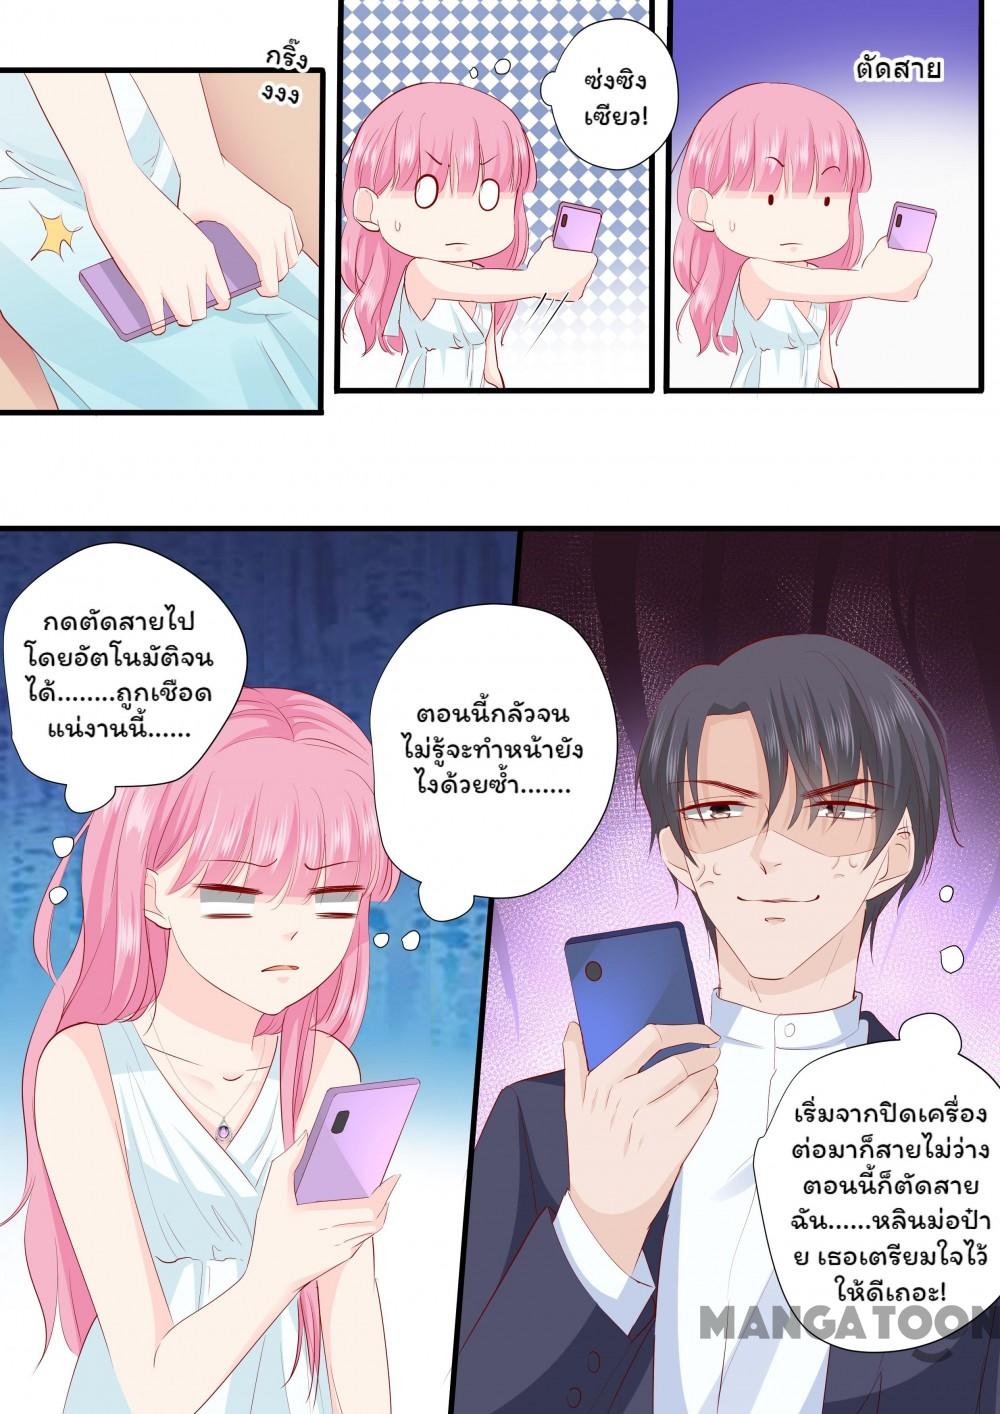 กริ๊ง
งงง
ซ่งซิง
เซียว!
ตัดสาย
กดตัดสายไป
โดยอัตโนมัติจน
ได้........ถูกเชือด
แน่งานนี้......
ตอนนี้กลัวจน
ไม่รู้จะทำหน้ายัง
ไงด้วยซ้ำ.......
เริ่มจากปิดเครื่อง
ต่อมาก็สายไม่ว่าง
ตอนนี้ก็ตัดสาย
ฉัน......หลินม่อป๋า
ย เธอเตรียมใจไว้
ให้ดีเถอะ!
MANGATOON